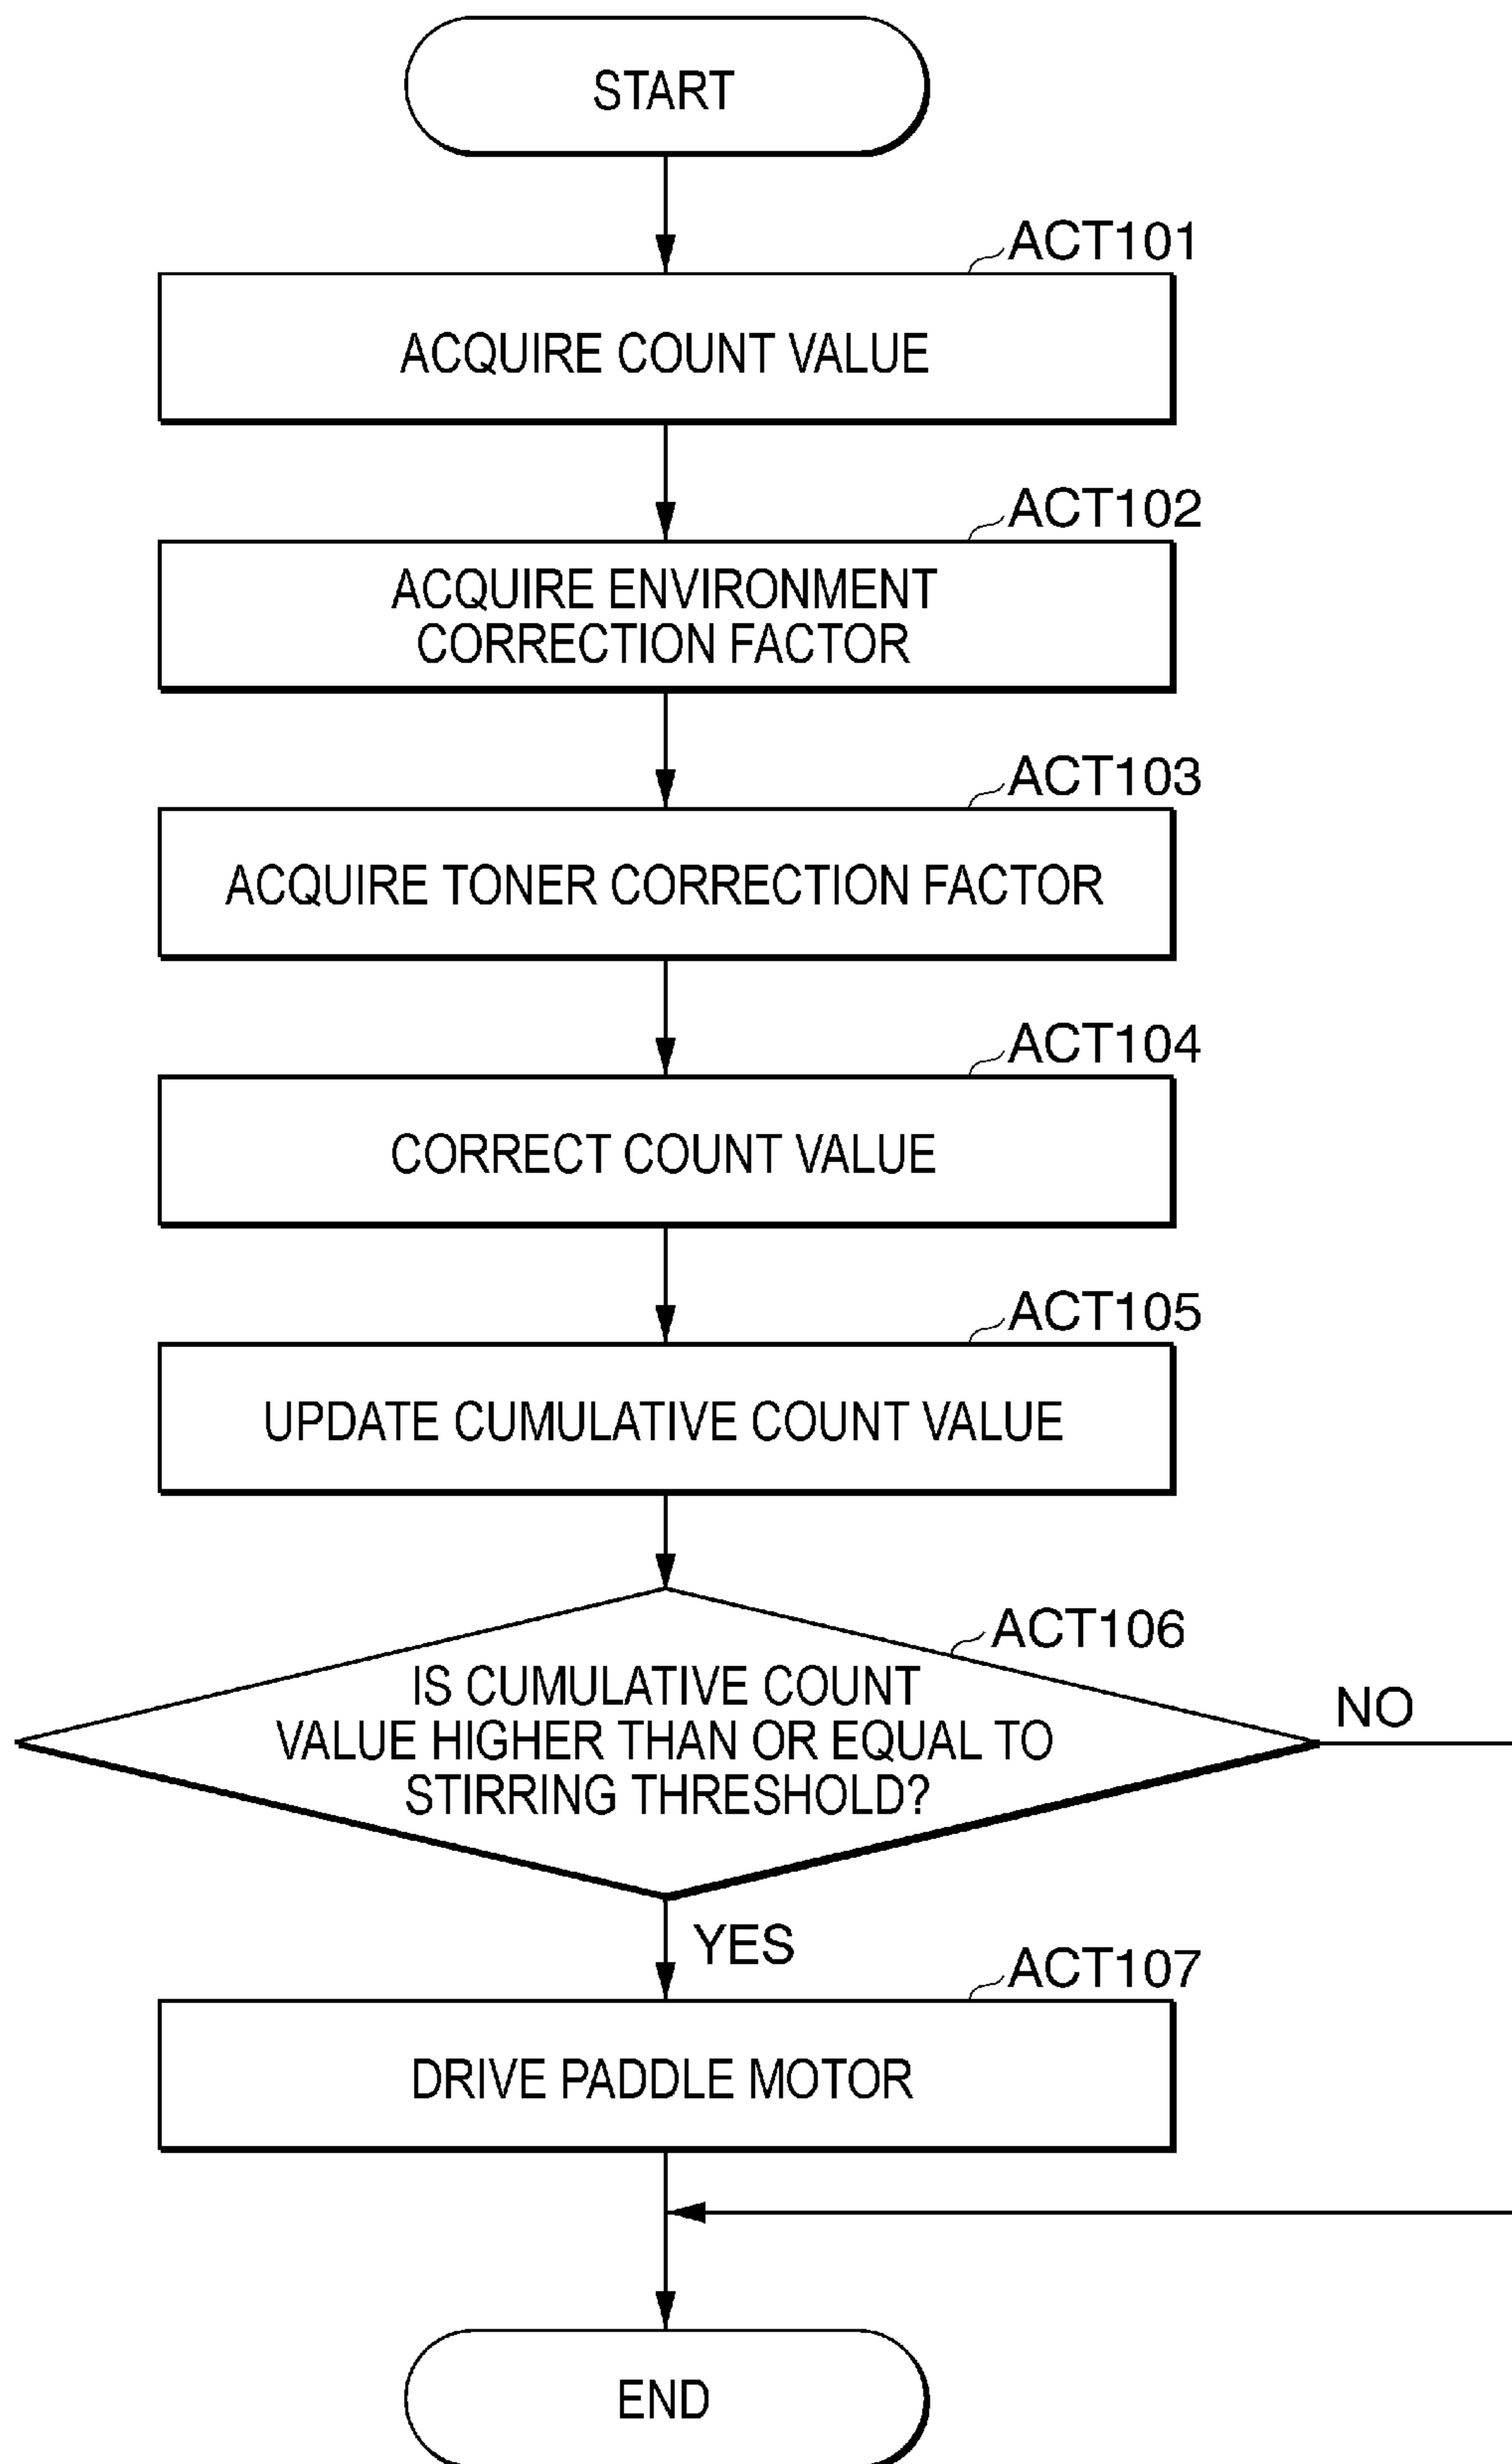 START
ACT101
ACQUIRE COUNT VALUE
ACT102
ACQUIRE ENVIRONMENT
CORRECTION FACTOR
ACT103
ACQUIRE TONER CORRECTION FACTOR
ACT104
CORRECT COUNT VALUE
ACT105
UPDATE CUMULATIVE COUNT VALUE
ACT106
IS CUMULATIVE COUNT
VALUE HIGHER THAN OR EQUAL TO
STIRRING THRESHOLD?
NO
YES
ACT107
DRIVE PADDLE MOTOR
END